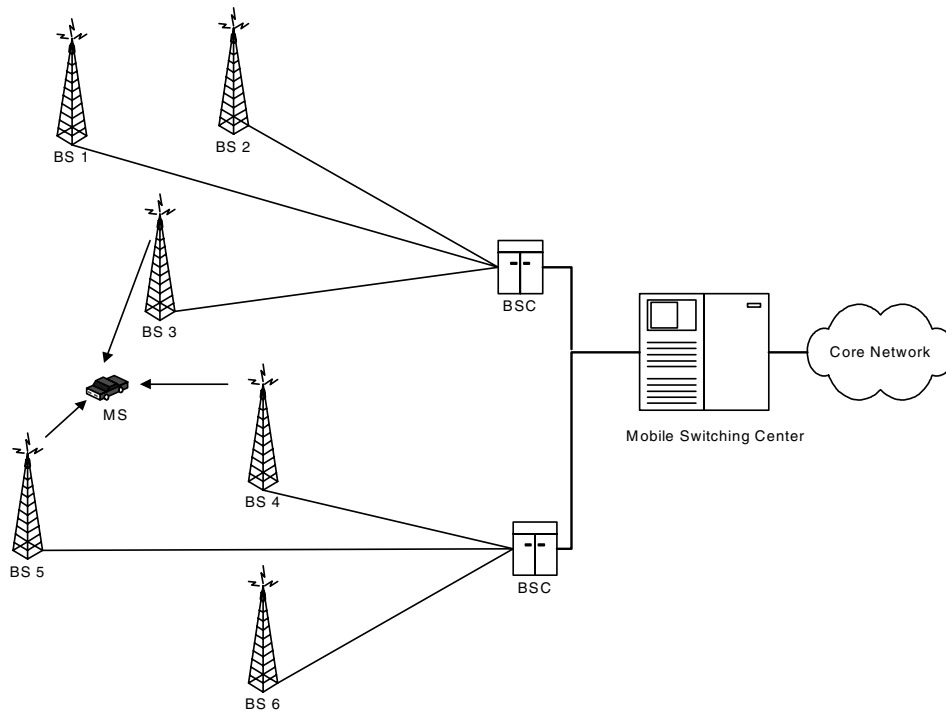 BS 1
BS 2
BS 3
BSC
Core Network
MS
Mobile Switching Center
BS 4
BS 5
BSC
BS 6